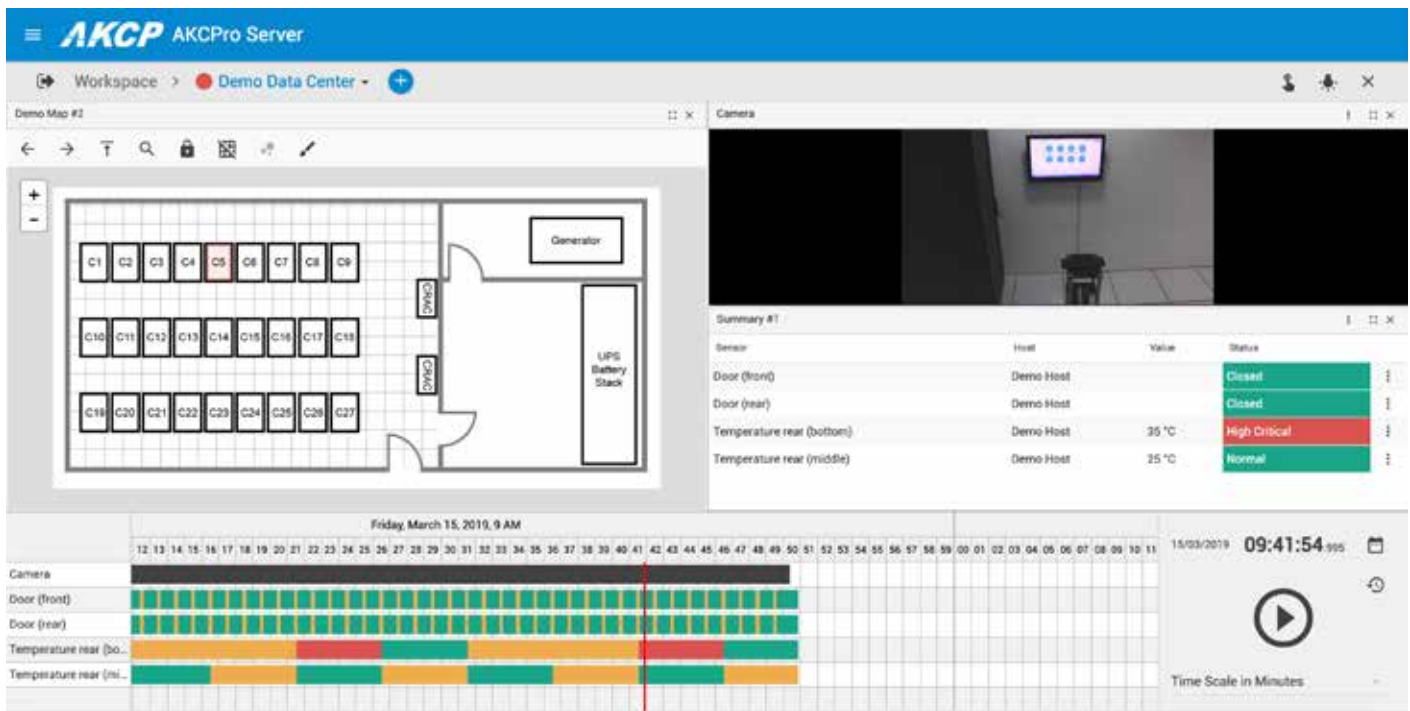 AKCP AKCPro Server
Workspace > Demo Data Center
Demo Map #2
Camera
+
-
Generator
C1 C2 C3 C4 C5 C6 C7 C8 C9
CRAC
C10 C11 C12 C13 C14 C15 C16 C17 C18
UPS
Battery
Stack
CRAC
C19 C20 C21 C22 C23 C24 C25 C26 C27
Summary #1
Sensor Host Value Status
Door (front) Demo Host Closed
Door (rear) Demo Host Closed
Temperature rear (bottom) Demo Host 35 °C High Critical
Temperature rear (middle) Demo Host 25 °C Normal
Friday, March 15, 2019, 9 AM
12 13 14 15 16 17 18 19 20 21 22 23 24 25 26 27 28 29 30 31 32 33 34 35 36 37 38 39 40 41 42 43 44 45 46 47 48 49 50 51 52 53 54 55 56 57 58 59 00 01 02 03 04 05 06 07 08 09 10 11
15/03/2019 09:41:54.995
Camera
Door (front)
Door (rear)
Temperature rear (bo...
Temperature rear (mi...
Time Scale in Minutes